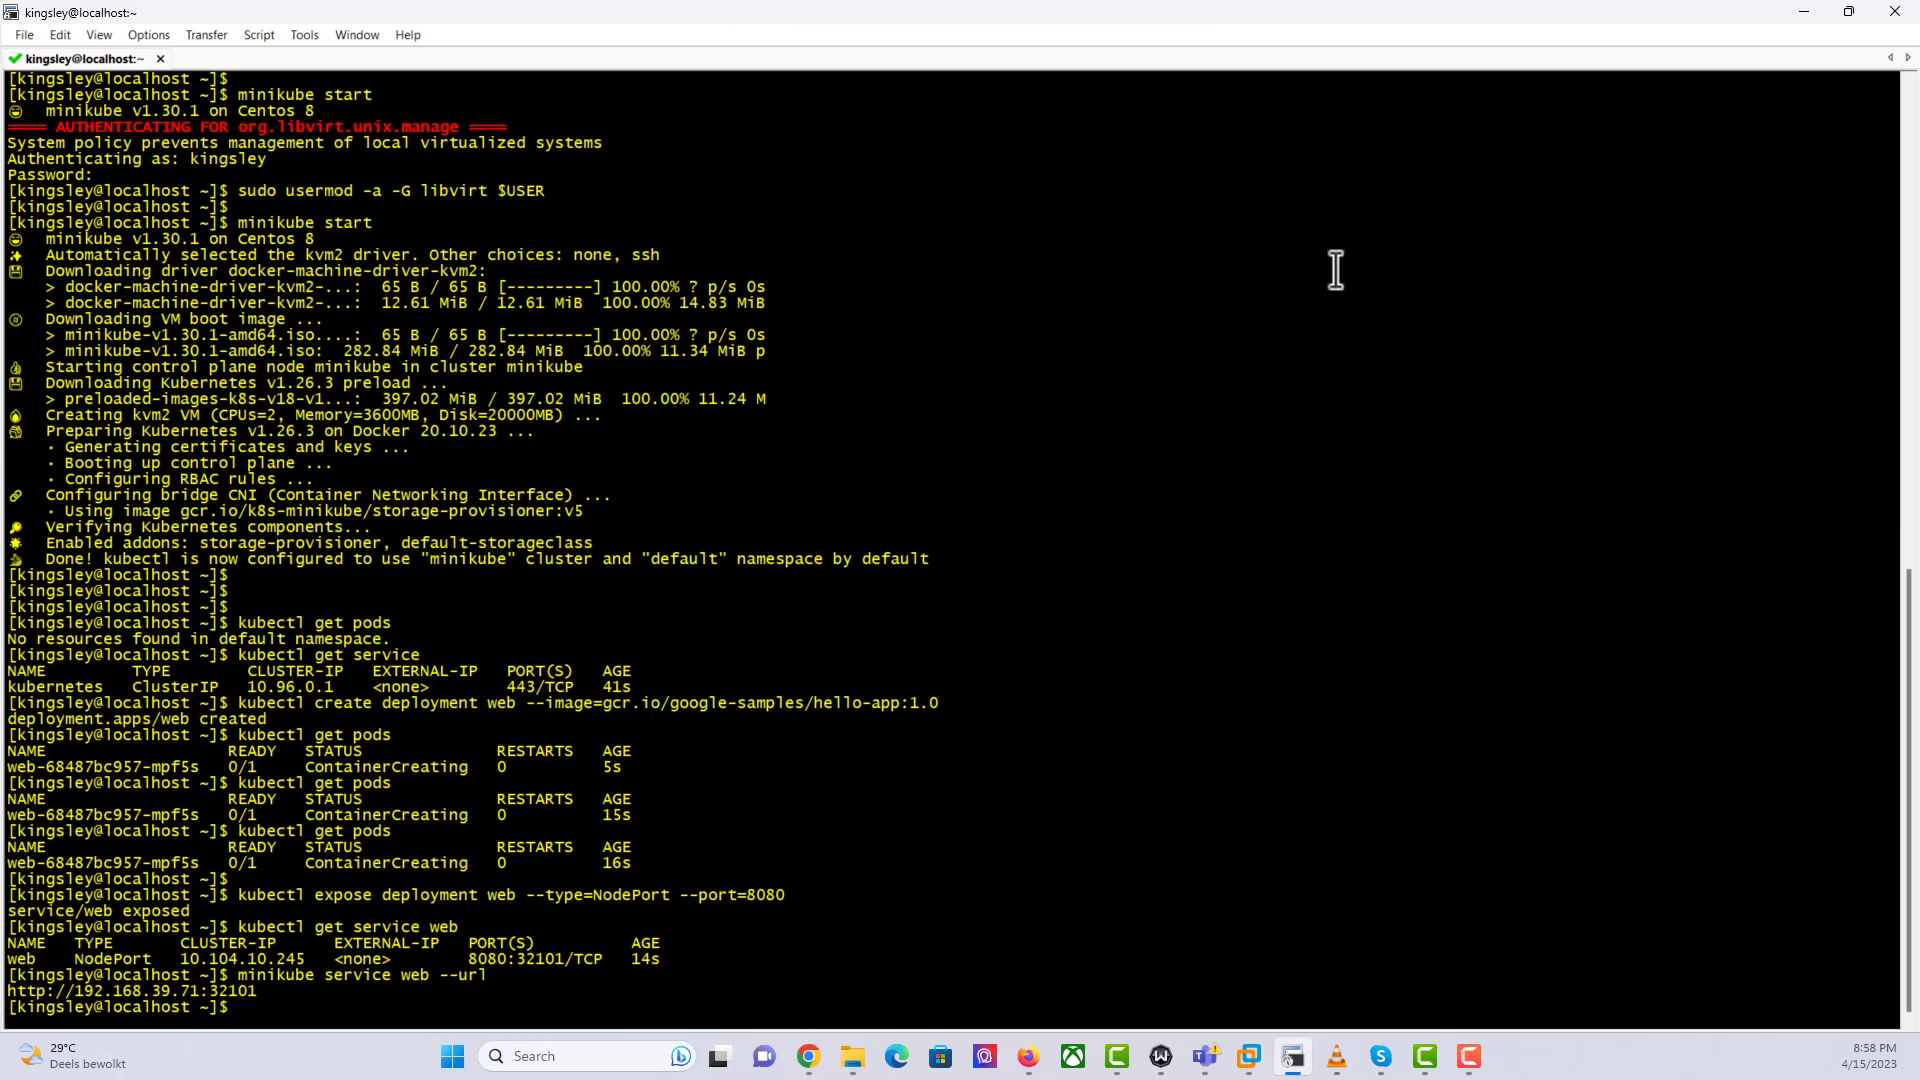 kingsley@localhost:~
File Edit View Options Transfer Script Tools Window Help
kingsley@localhost:~
[kingsley@localhost ~]$
[kingsley@localhost ~]$ minikube start
minikube v1.30.1 on Centos 8
==== AUTHENTICATING FOR org.libvirt.unix.manage ====
System policy prevents management of local virtualized systems
Authenticating as: kingsley
Password:
[kingsley@localhost ~]$ sudo usermod -a -G libvirt $USER
[kingsley@localhost ~]$
[kingsley@localhost ~]$ minikube start
minikube v1.30.1 on Centos 8
Automatically selected the kvm2 driver. Other choices: none, ssh
Downloading driver docker-machine-driver-kvm2:
> docker-machine-driver-kvm2-...:  65 B / 65 B [---------] 100.00% ? p/s 0s
> docker-machine-driver-kvm2-...:  12.61 MiB / 12.61 MiB  100.00% 14.83 MiB
Downloading VM boot image ...
> minikube-v1.30.1-amd64.iso....:  65 B / 65 B [---------] 100.00% ? p/s 0s
> minikube-v1.30.1-amd64.iso:  282.84 MiB / 282.84 MiB  100.00% 11.34 MiB p
Starting control plane node minikube in cluster minikube
Downloading Kubernetes v1.26.3 preload ...
> preloaded-images-k8s-v18-v1...:  397.02 MiB / 397.02 MiB  100.00% 11.24 M
Creating kvm2 VM (CPUs=2, Memory=3600MB, Disk=20000MB) ...
Preparing Kubernetes v1.26.3 on Docker 20.10.23 ...
· Generating certificates and keys ...
· Booting up control plane ...
· Configuring RBAC rules ...
Configuring bridge CNI (Container Networking Interface) ...
· Using image gcr.io/k8s-minikube/storage-provisioner:v5
Verifying Kubernetes components...
Enabled addons: storage-provisioner, default-storageclass
Done! kubectl is now configured to use "minikube" cluster and "default" namespace by default
[kingsley@localhost ~]$
[kingsley@localhost ~]$
[kingsley@localhost ~]$
[kingsley@localhost ~]$ kubectl get pods
No resources found in default namespace.
[kingsley@localhost ~]$ kubectl get service
NAME         TYPE        CLUSTER-IP   EXTERNAL-IP   PORT(S)   AGE
kubernetes   ClusterIP   10.96.0.1    <none>        443/TCP   41s
[kingsley@localhost ~]$ kubectl create deployment web --image=gcr.io/google-samples/hello-app:1.0
deployment.apps/web created
[kingsley@localhost ~]$ kubectl get pods
NAME                   READY   STATUS              RESTARTS   AGE
web-68487bc957-mpf5s   0/1     ContainerCreating   0          5s
[kingsley@localhost ~]$ kubectl get pods
NAME                   READY   STATUS              RESTARTS   AGE
web-68487bc957-mpf5s   0/1     ContainerCreating   0          15s
[kingsley@localhost ~]$ kubectl get pods
NAME                   READY   STATUS              RESTARTS   AGE
web-68487bc957-mpf5s   0/1     ContainerCreating   0          16s
[kingsley@localhost ~]$
[kingsley@localhost ~]$ kubectl expose deployment web --type=NodePort --port=8080
service/web exposed
[kingsley@localhost ~]$ kubectl get service web
NAME   TYPE       CLUSTER-IP      EXTERNAL-IP   PORT(S)          AGE
web    NodePort   10.104.10.245   <none>        8080:32101/TCP   14s
[kingsley@localhost ~]$ minikube service web --url
http://192.168.39.71:32101
[kingsley@localhost ~]$
29°C
Deels bewolkt
Search
8:58 PM
4/15/2023